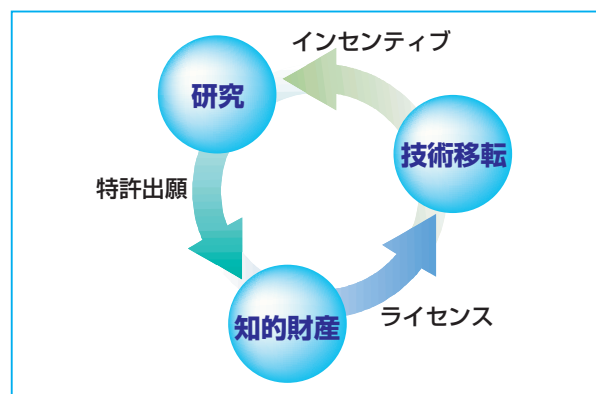 インセンティブ
研究
技術移転
特許出願
知的財産
ライセンス